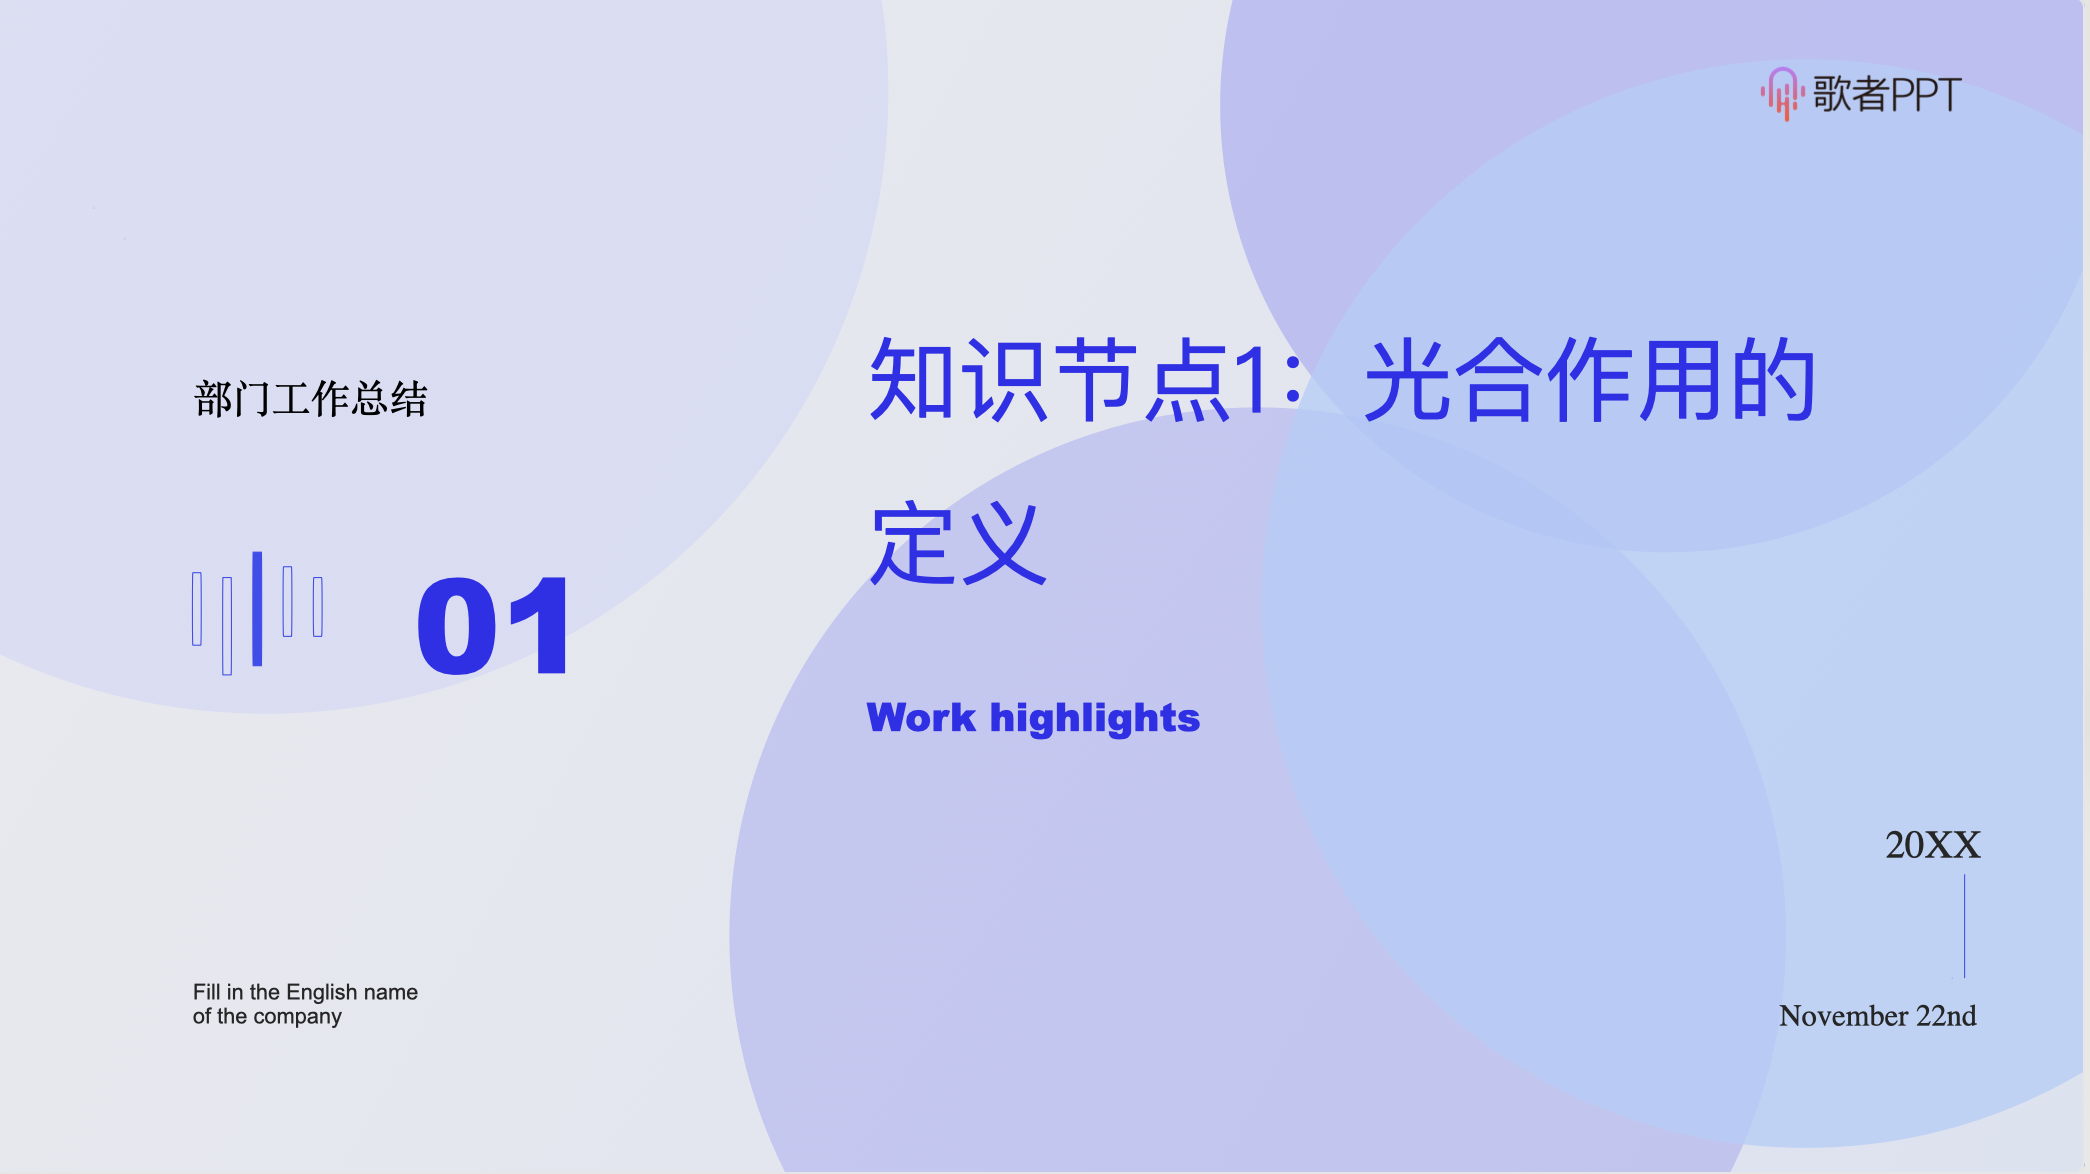 歌者PPT
部门工作总结
01
知识节点1：光合作用的
定义
Work highlights
20XX
November 22nd
Fill in the English name
of the company